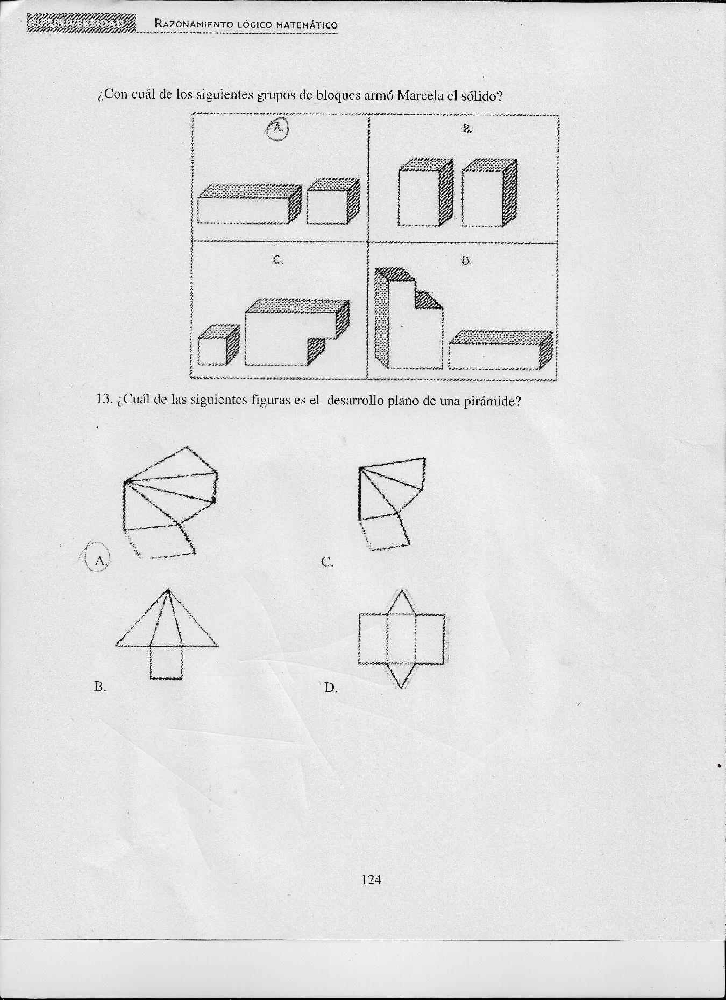 eU UNIVERSIDAD RAZONAMIENTO LÓGICO MATEMÁTICO
¿Con cuál de los siguientes grupos de bloques armó Marcela el sólido?
A. B.
C. D.
13. ¿Cuál de las siguientes figuras es el desarrollo plano de una pirámide?
A. C.
B. D.
124